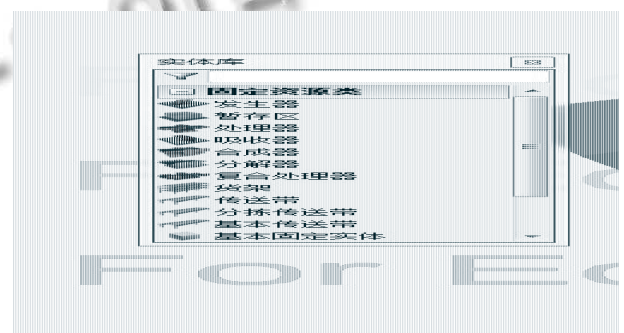 实体库
固定资源类
发生器
暂存区
处理器
吸收器
合成器
分解器
复合处理器
货架
传送带
分拣传送带
基本传送带
基本固定实体
For Ed